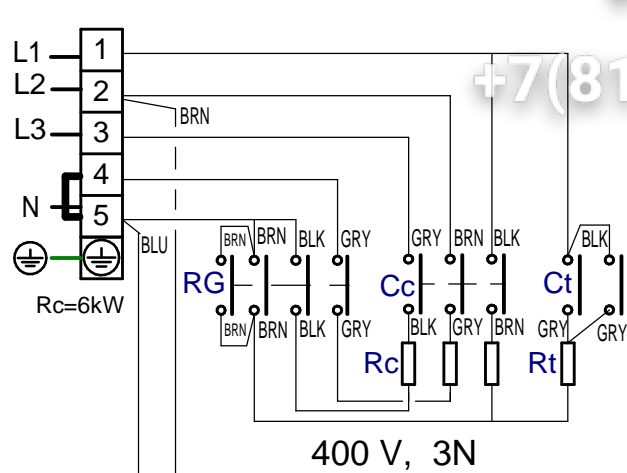 L1 1
L2 2
BRN
L3 3
4
N 5
BLU
Rc=6kW
+7(81
BRN BRN BLK GRY GRY BRN BLK BLK
RG Cc Ct
BRN BRN BLK GRY BLK GRY BRN GRY GRY
Rc Rt
400 V, 3N